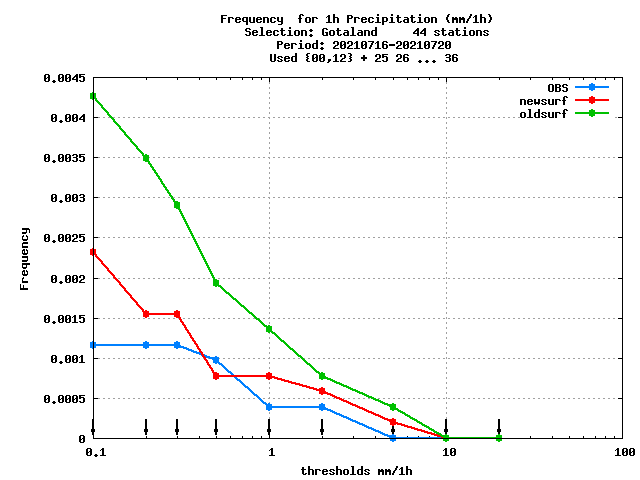 Frequency  for 1h Precipitation (mm/1h)
Selection: Gotaland     44 stations
Period: 20210716-20210720
Used {00,12} + 25 26 ... 36
OBS
newsurf
oldsurf
0.0045
0.004
0.0035
0.003
0.0025
0.002
0.0015
0.001
0.0005
0
Frequency
0.1 1 10 100
thresholds mm/1h